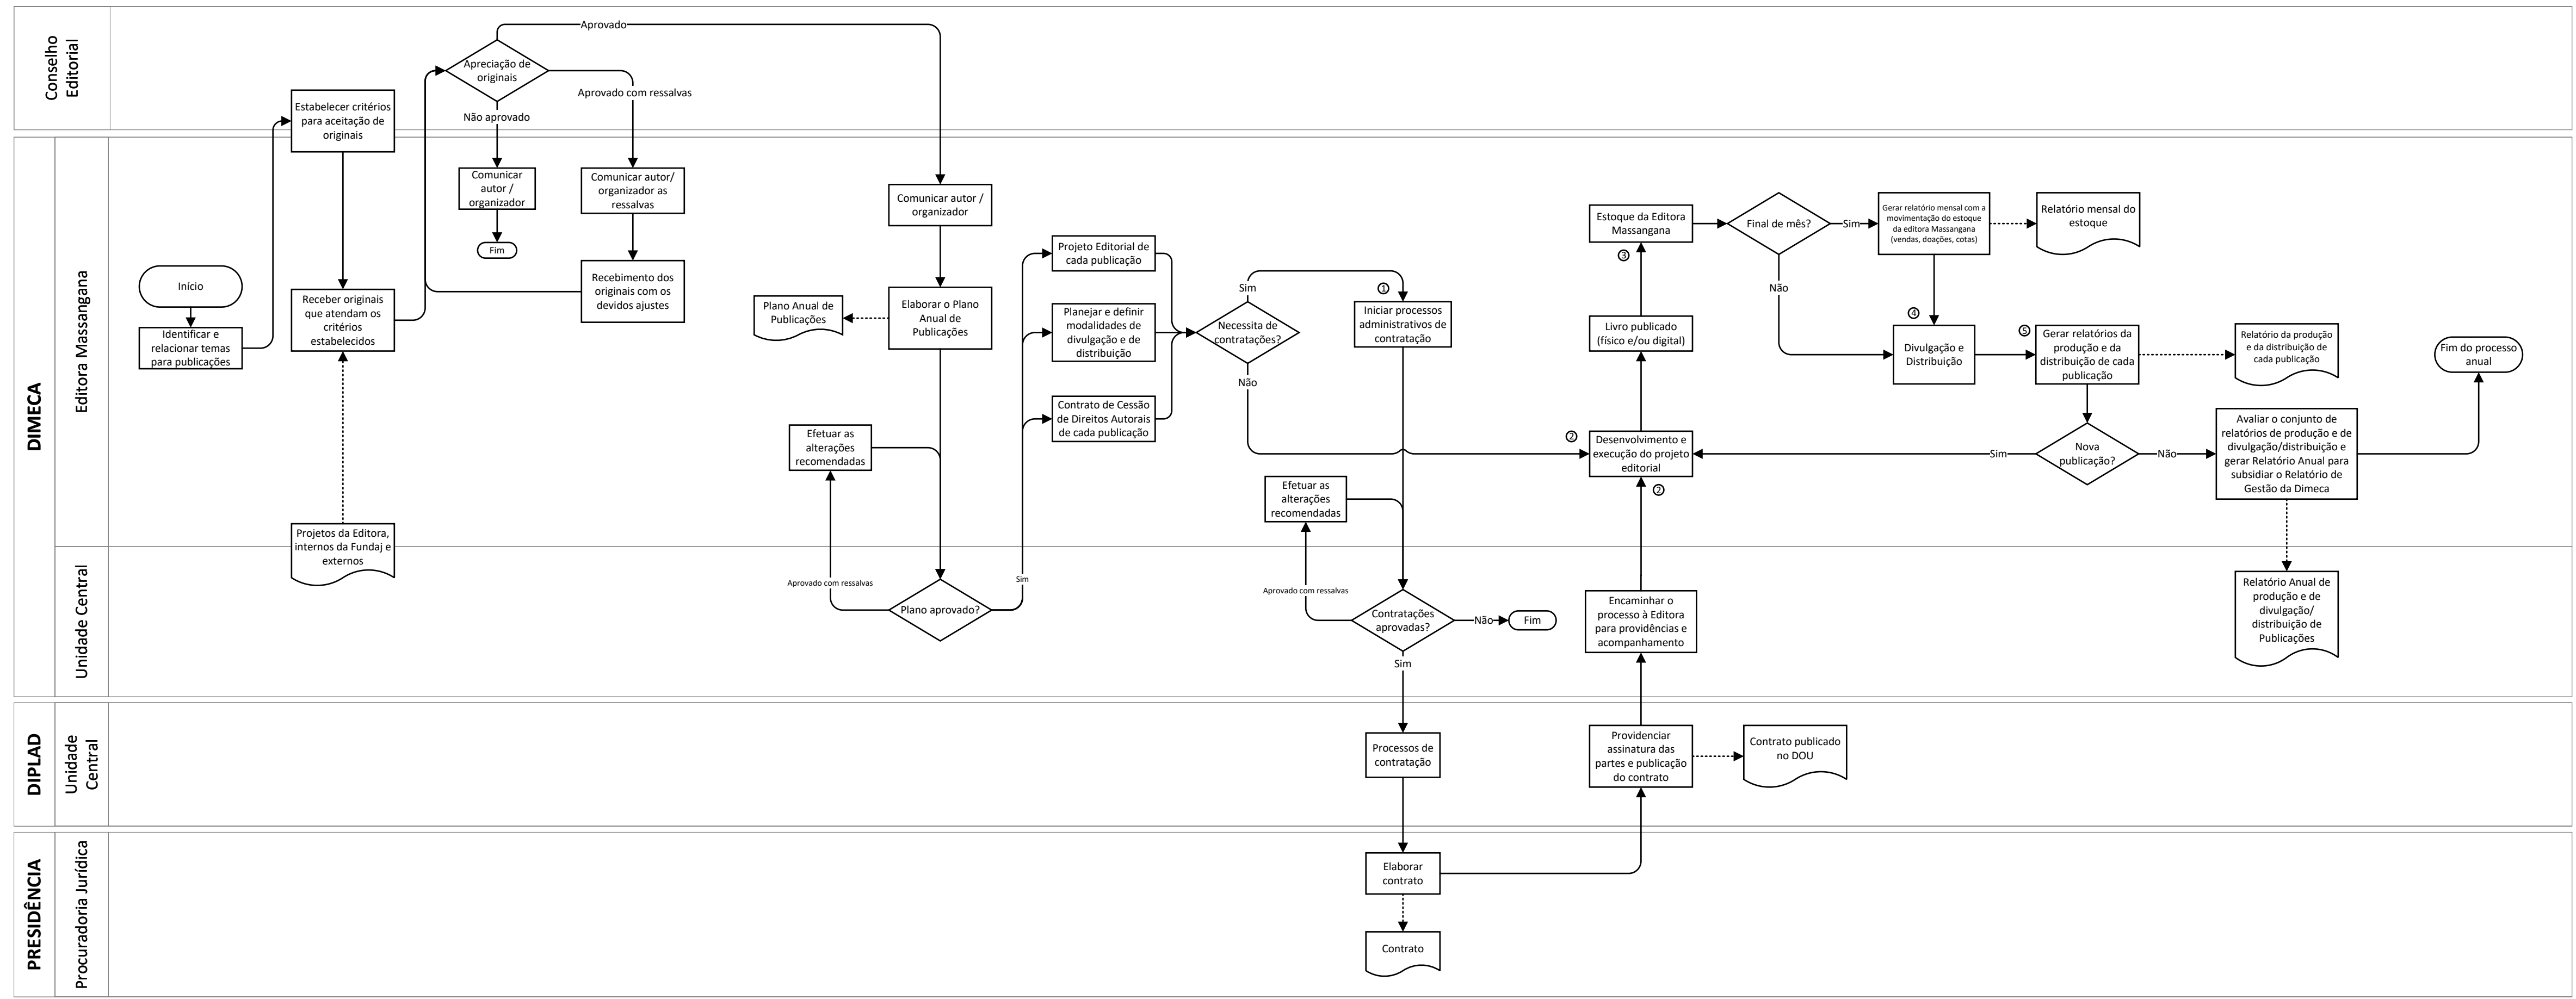 Conselho
Editorial
Aprovado
Apreciação de
originais
Aprovado com ressalvas
Não aprovado
Estabelecer critérios
para aceitação de
originais
DIMECA
Editora Massangana
Início
Identificar e
relacionar temas
para publicações
Receber originais
que atendam os
critérios
estabelecidos
Projetos da Editora,
internos da Fundaj e
externos
Comunicar
autor /
organizador
Fim
Comunicar autor/
organizador as
ressalvas
Recebimento dos
originais com os
devidos ajustes
Comunicar autor /
organizador
Plano Anual de
Publicações
Elaborar o Plano
Anual de
Publicações
Efetuar as
alterações
recomendadas
Projeto Editorial de
cada publicação
Planejar e definir
modalidades de
divulgação e de
distribuição
Contrato de Cessão
de Direitos Autorais
de cada publicação
Necessita de
contratações?
Sim
Não
1
Iniciar processos
administrativos de
contratação
Efetuar as
alterações
recomendadas
Estoque da Editora
Massangana
3
Livro publicado
(físico e/ou digital)
2
Desenvolvimento e
execução do projeto
editorial
2
Final de mês?
Sim
Não
Gerar relatório mensal com a
movimentação do estoque
da editora Massangana
(vendas, doações, cotas)
Relatório mensal do
estoque
4
Divulgação e
Distribuição
5
Gerar relatórios da
produção e da
distribuição de cada
publicação
Relatório da produção
e da distribuição de
cada publicação
Nova
publicação?
Sim
Não
Avaliar o conjunto de
relatórios de produção e de
divulgação/distribuição e
gerar Relatório Anual para
subsidiar o Relatório de
Gestão da Dimeca
Fim do processo
anual
Unidade Central
Aprovado com ressalvas
Plano aprovado?
Sim
Aprovado com ressalvas
Contratações
aprovadas?
Não
Fim
Sim
Encaminhar o
processo à Editora
para providências e
acompanhamento
Relatório Anual de
produção e de
divulgação/
distribuição de
Publicações
DIPLAD
Unidade
Central
Processos de
contratação
Providenciar
assinatura das
partes e publicação
do contrato
Contrato publicado
no DOU
PRESIDÊNCIA
Procuradoria Jurídica
Elaborar
contrato
Contrato